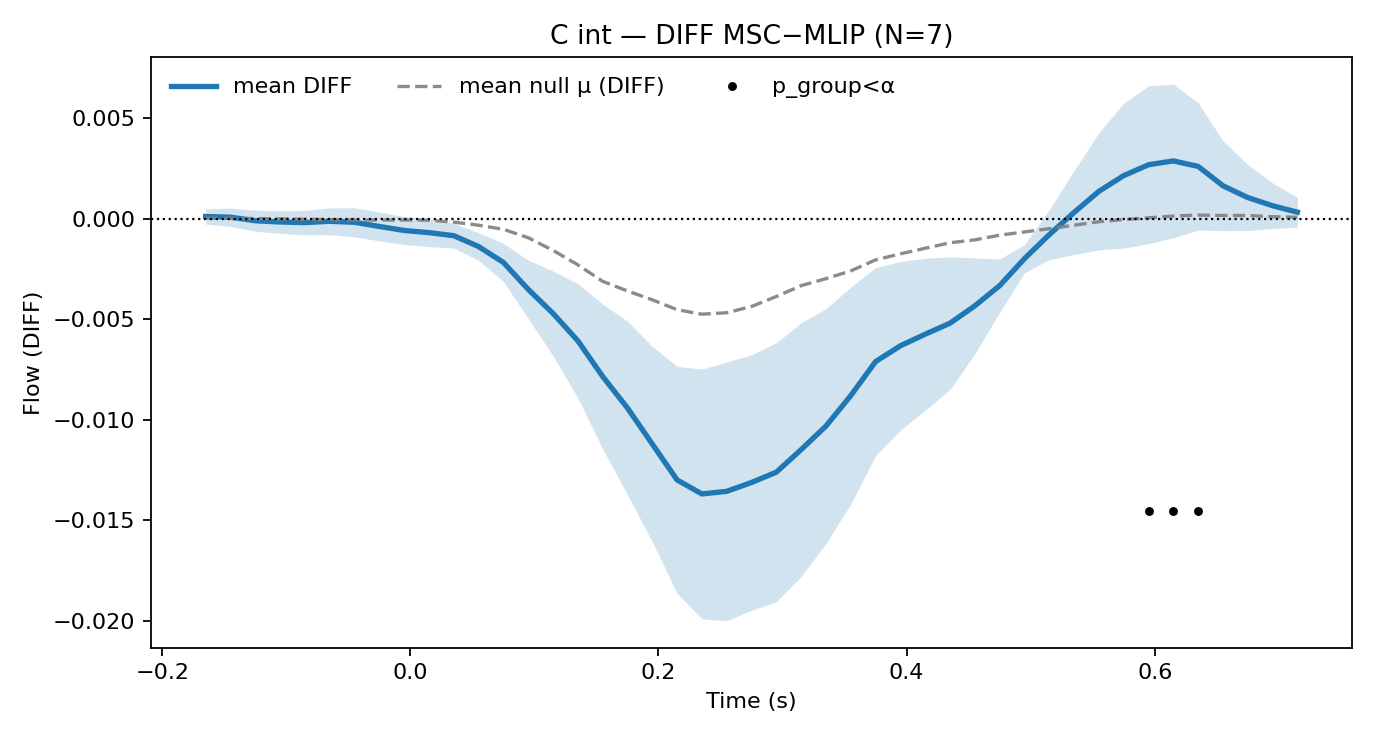 C int — DIFF MSC−MLIP (N=7)
mean DIFF
mean null μ (DIFF)
p_group<α
Flow (DIFF)
0.005
0.000
−0.005
−0.010
−0.015
−0.020
−0.2
0.0
0.2
0.4
0.6
Time (s)